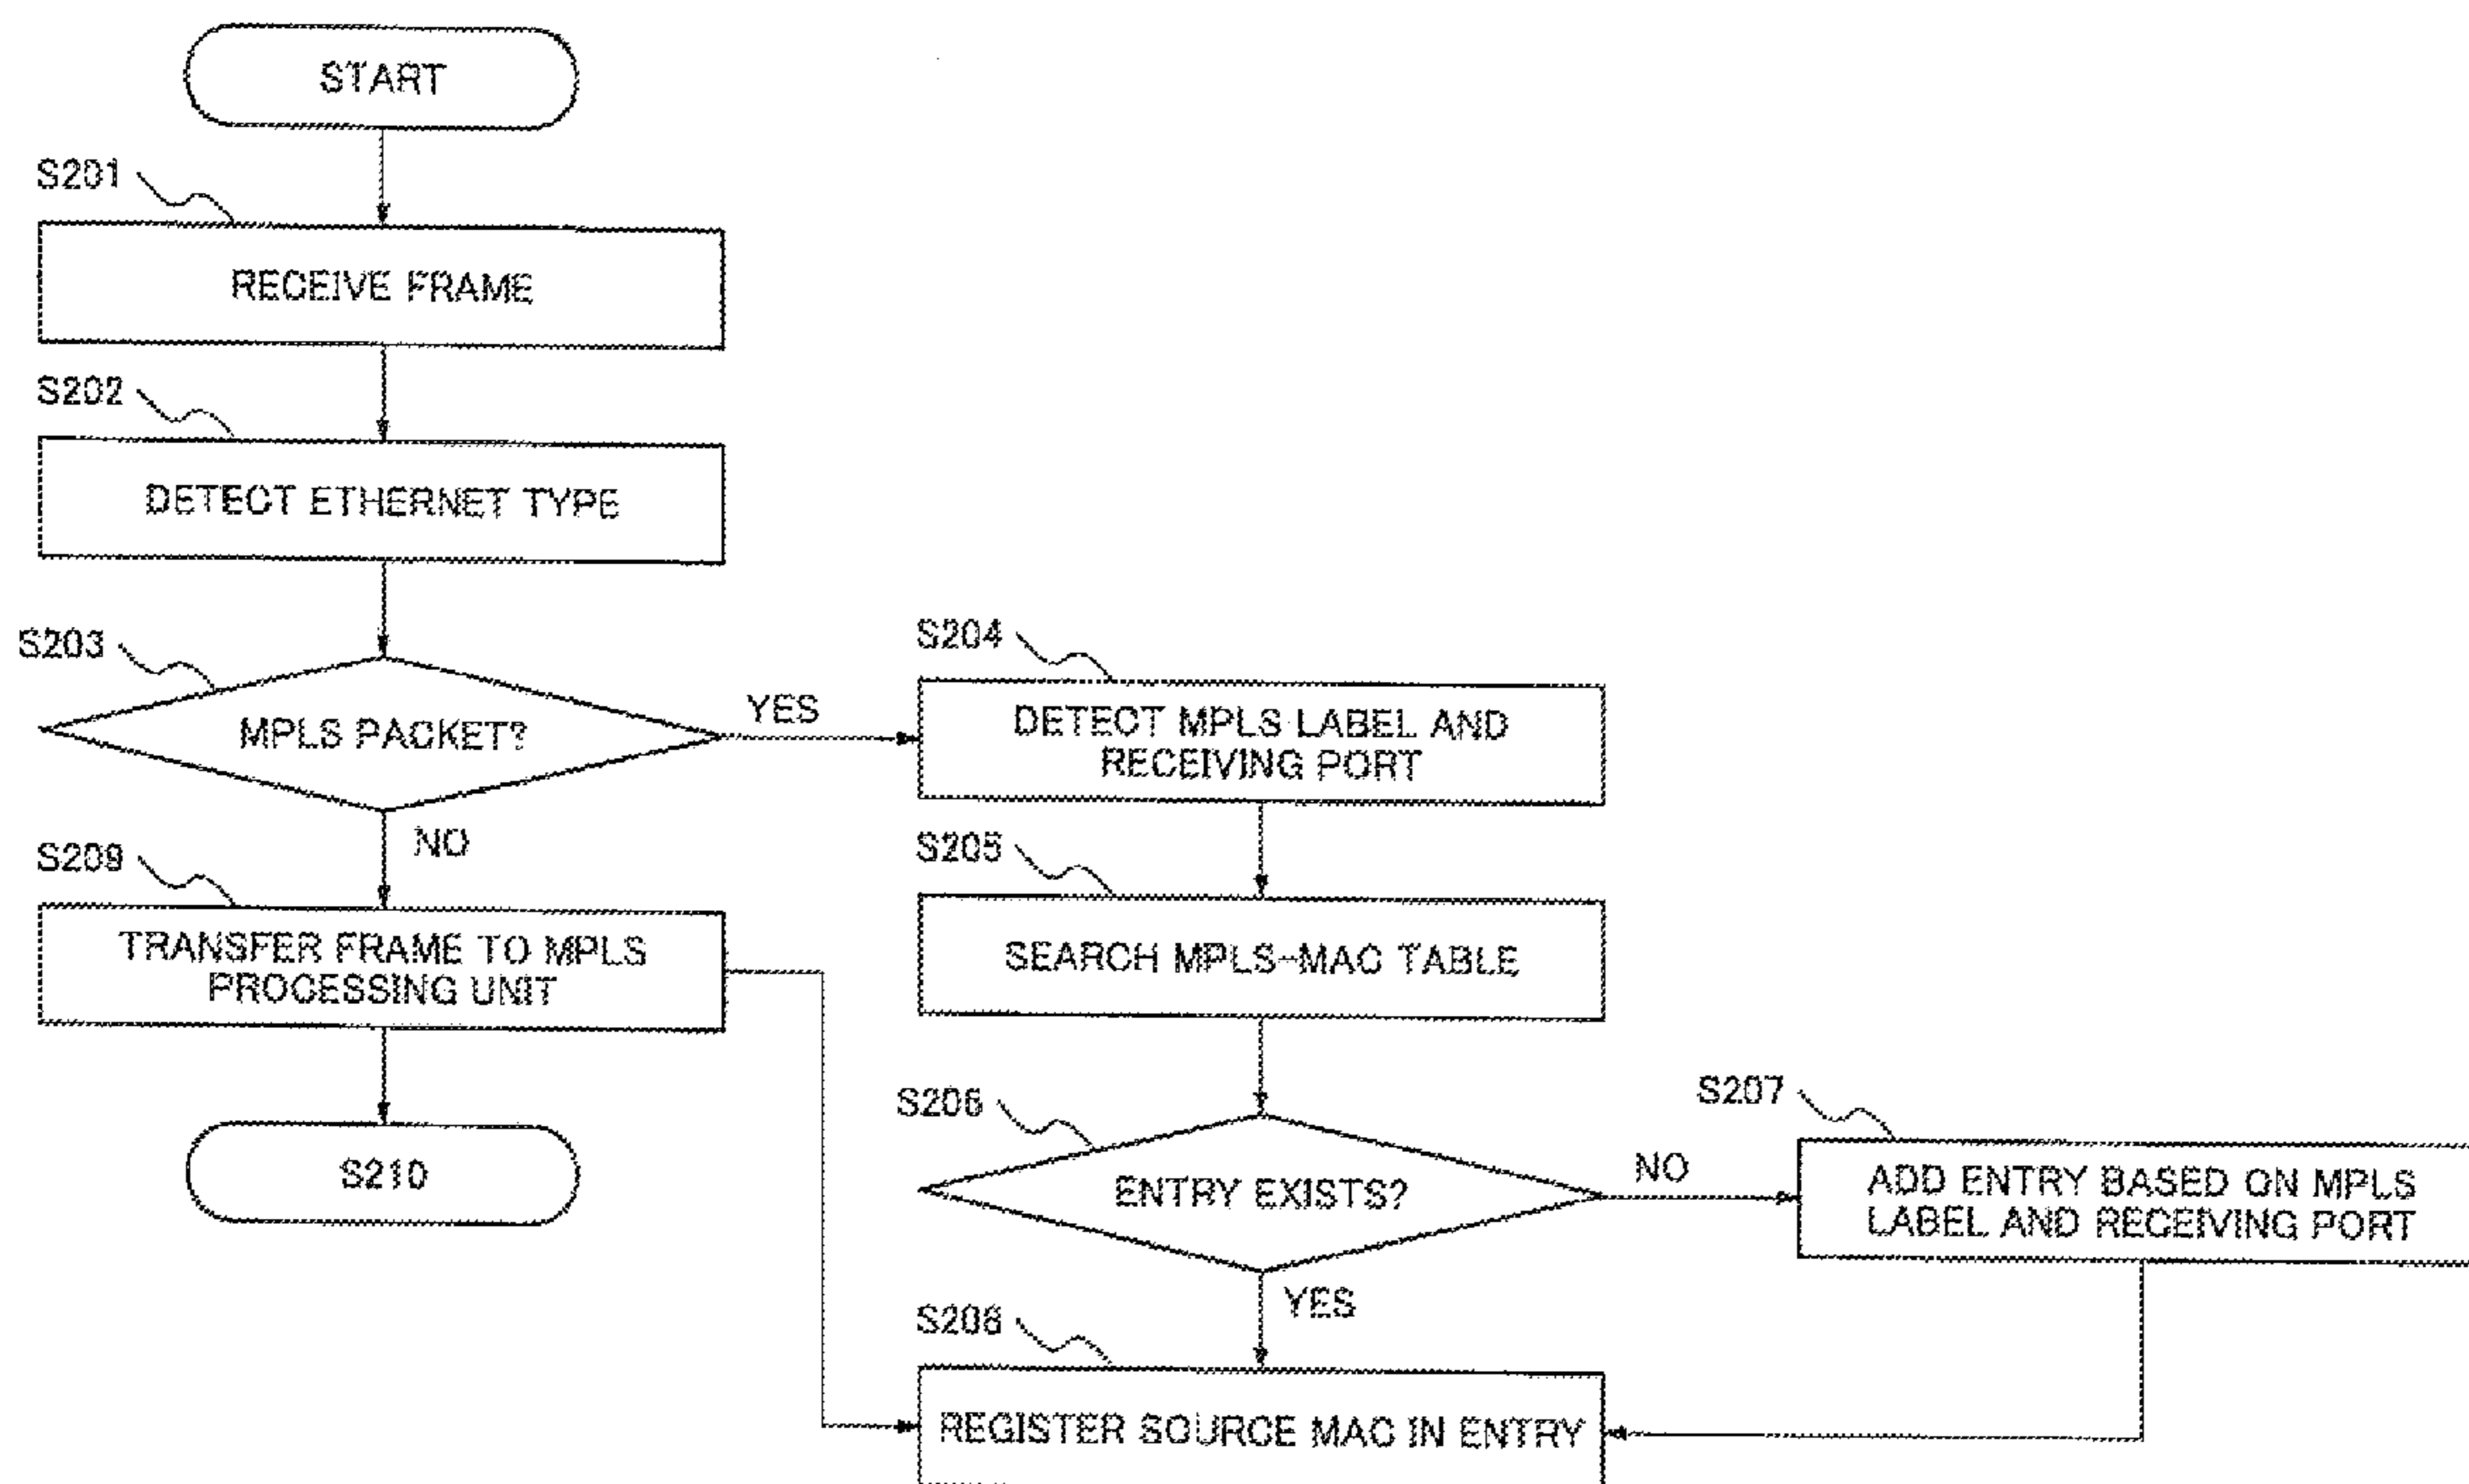 START
S201
RECEIVE FRAME
S202
DETECT ETHERNET TYPE
S203
MPLS PACKET?
YES
NO
S204
DETECT MPLS LABEL AND
RECEIVING PORT
S205
SEARCH MPLS-MAC TABLE
S206
ENTRY EXISTS?
NO
YES
S207
ADD ENTRY BASED ON MPLS
LABEL AND RECEIVING PORT
S208
REGISTER SOURCE MAC IN ENTRY
S209
TRANSFER FRAME TO MPLS
PROCESSING UNIT
S210